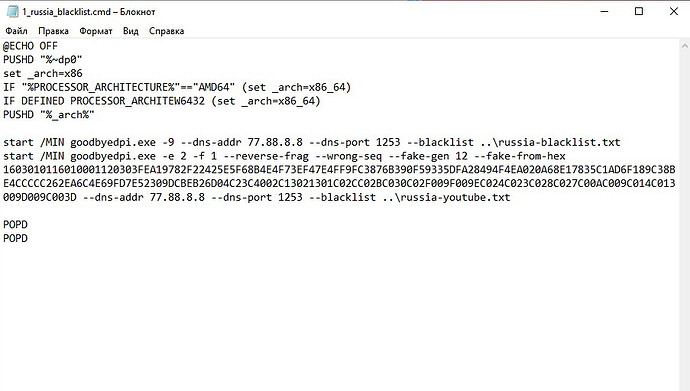 1_russia_blacklist.cmd – Блокнот
Файл Правка Формат Вид Справка
@ECHO OFF
PUSHD "%~dp0"
set _arch=x86
IF "%PROCESSOR_ARCHITECTURE%"=="AMD64" (set _arch=x86_64)
IF DEFINED PROCESSOR_ARCHITEW6432 (set _arch=x86_64)
PUSHD "%_arch%"
start /MIN goodbyedpi.exe -9 --dns-addr 77.88.8.8 --dns-port 1253 --blacklist ..\russia-blacklist.txt
start /MIN goodbyedpi.exe -e 2 -f 1 --reverse-frag --wrong-seq --fake-gen 12 --fake-from-hex
1603010116010001120303FEA19782F22425E5F68B4E4F73EF47E4FF9FC3876B390F59335DFA28494F4EA020A68E17835C1AD6F189C38B
E4CCCCC262EA6C4E69FD7E52309DCBEB26D04C23C4002C13021301C02CC02BC030C02F009F009EC024C023C028C027C00AC009C014C013
009D009C003D --dns-addr 77.88.8.8 --dns-port 1253 --blacklist ..\russia-youtube.txt
POPD
POPD